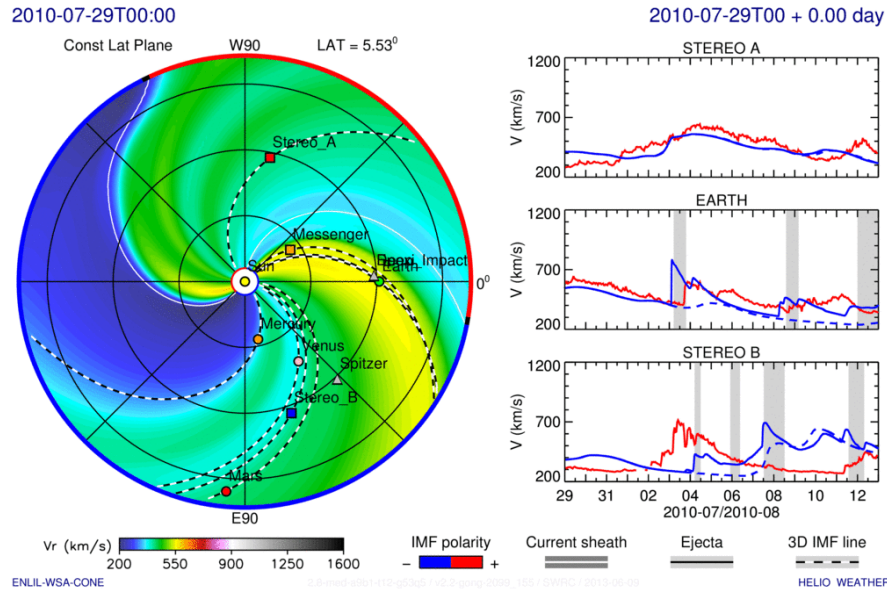 2010-07-29T00:00
2010-07-29T00 + 0.00 day
Const Lat Plane
W90
LAT = 5.53⁰
Stereo_A
Messenger
Sun
Impact
Earth
0⁰
Mercury
Venus
Spitzer
Stereo_B
Mars
E90
STEREO A
1200
700
200
V (km/s)
EARTH
1200
700
200
V (km/s)
STEREO B
1200
700
200
V (km/s)
29 31 02 04 06 08 10 12
2010-07/2010-08
Vr (km/s)
200 550 900 1250 1600
IMF polarity
− +
Current sheath
Ejecta
3D IMF line
ENLIL-WSA-CONE
HELIO WEATHER